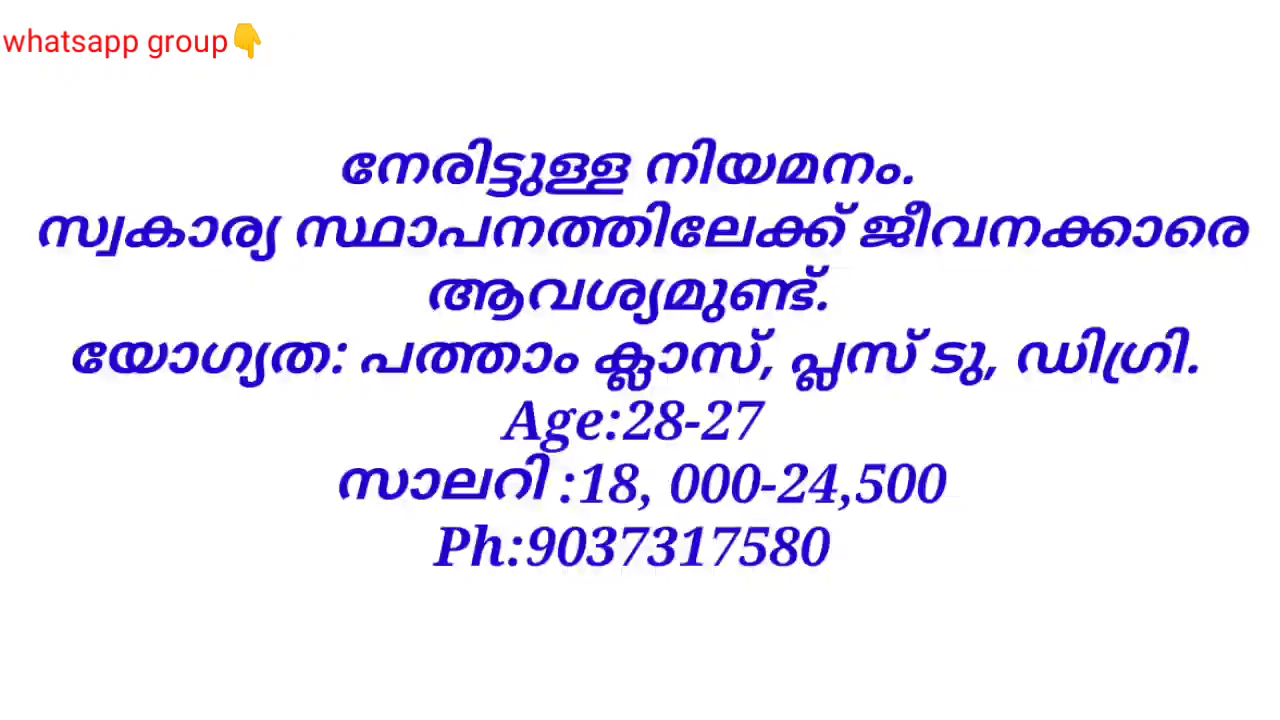 whatsapp group👇
നേരിട്ടുള്ള നിയമനം.
സ്വകാര്യ സ്ഥാപനത്തിലേക്ക് ജീവനക്കാരെ
ആവശ്യമുണ്ട്.
യോഗ്യത: പത്താം ക്ലാസ്, പ്ലസ് ടു, ഡിഗ്രി.
Age:28-27
സാലറി :18, 000-24,500
Ph:9037317580